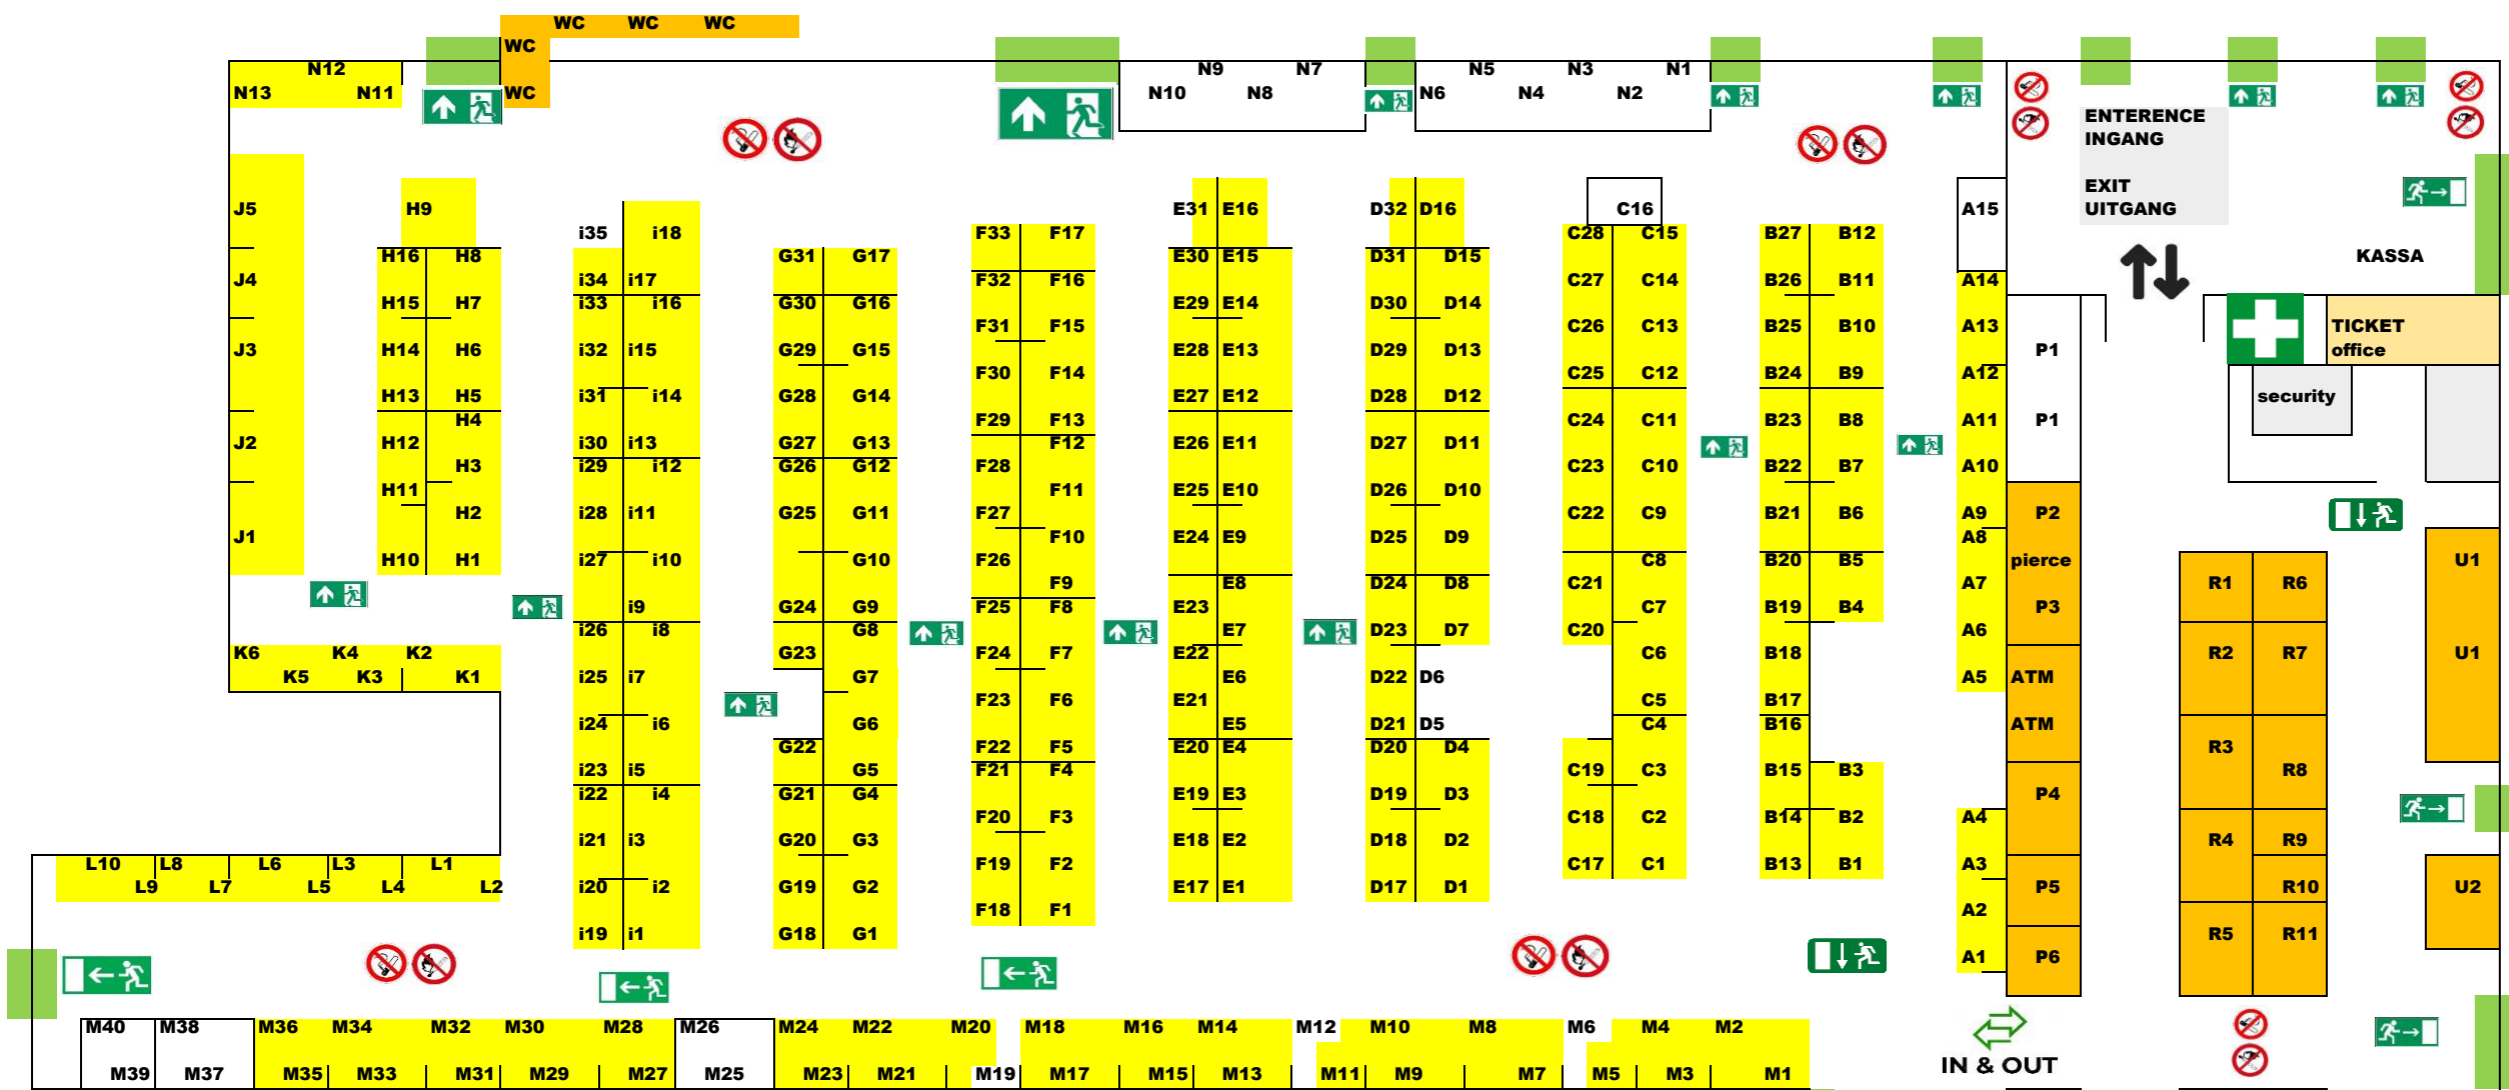 WC WC WC
WC
N12 N9 N7 N5 N3 N1
N13 N11 WC N10 N8 N6 N4 N2
ENTERENCE
INGANG
EXIT
UITGANG
J5 H9 E31 E16 D32 D16 C16 A15
i35 i18 F33 F17 C28 C15 B27 B12
H16 H8 G31 G17 E30 E15 D31 D15 KASSA
J4 i34 i17 F32 F16 C27 C14 B26 B11 A14
H15 H7 i33 i16 G30 G16 E29 E14 D30 D14
F31 F15 C26 C13 B25 B10 A13 TICKET
J3 H14 H6 i32 i15 G29 G15 E28 E13 D29 D13 P1 office
F30 F14 C25 C12 B24 B9 A12
H13 H5 i31 i14 G28 G14 E27 E12 D28 D12 security
H4 F29 F13 C24 C11 B23 B8 A11 P1
J2 H12 i30 i13 G27 G13 F12 E26 E11 D27 D11
H3 i29 i12 G26 G12 F28 C23 C10 B22 B7 A10
H11 F11 E25 E10 D26 D10
H2 i28 i11 G25 G11 F27 C22 C9 B21 B6 A9 P2
J1 F10 E24 E9 D25 D9 A8
H10 H1 i27 i10 G10 F26 C8 B20 B5 pierce U1
F9 E8 D24 D8 C21 A7 R1 R6
i9 G24 G9 F25 F8 E23 C7 B19 B4 P3
i26 i8 G8 E7 D23 D7 C20 A6
K6 K4 K2 G23 F24 F7 E22 C6 B18 R2 R7 U1
K5 K3 K1 i25 i7 G7 E6 D22 D6 A5 ATM
F23 F6 E21 C5 B17
i24 i6 G6 E5 D21 D5 C4 B16 ATM
G22 F22 F5 E20 E4 D20 D4 R3
i23 i5 G5 F21 F4 C19 C3 B15 B3 R8
i22 i4 G21 G4 E19 E3 D19 D3 P4
F20 F3 C18 C2 B14 B2 A4
i21 i3 G20 G3 E18 E2 D18 D2 R4 R9
L10 L8 L6 L3 L1 F19 F2 C17 C1 B13 B1 A3
L9 L7 L5 L4 L2 i20 i2 G19 G2 E17 E1 D17 D1 P5 R10 U2
F18 F1 A2
i19 i1 G18 G1 R5 R11
A1 P6
M40 M38 M36 M34 M32 M30 M28 M26 M24 M22 M20 M18 M16 M14 M12 M10 M8 M6 M4 M2
M39 M37 M35 M33 M31 M29 M27 M25 M23 M21 M19 M17 M15 M13 M11 M9 M7 M5 M3 M1 IN & OUT